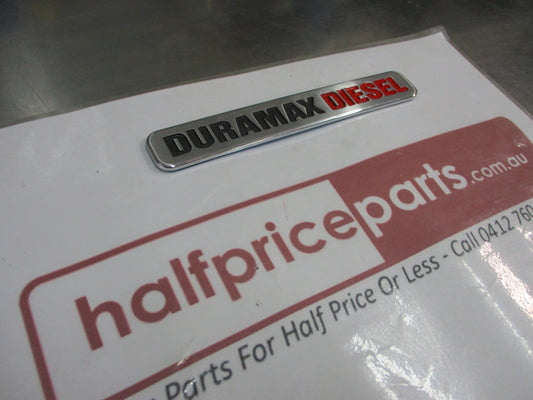 DURAMAX DIESEL
halfpriceparts.com.au
Parts For Half Price Or Less - Call 0412 760